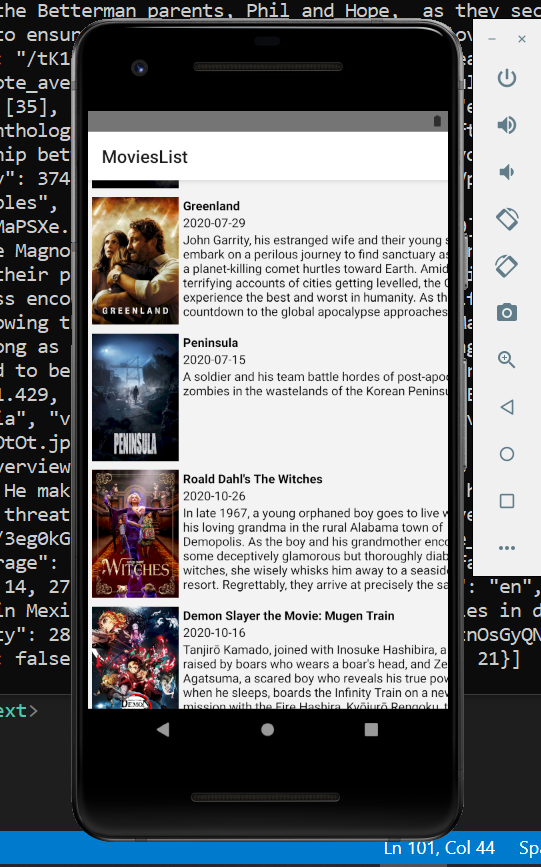 the Betterman parents, Phil and Hope, as they sec
to ensur
"/tK1
ote_ave
[35],
nthology
hip bet
y": 374
oles",
MaPSXe.
e Magno
their p
ss enco
owing th
ong as
d to be
1.429,
ia", "v
OtOt.jp
verview
He mak
threat
/3eg0kG
rage":
14, 27
": "en",
in Mexi
es in d
ty": 28
tnOsGyQN
: false
21}]
ext>
MoviesList
Greenland
2020-07-29
John Garrity, his estranged wife and their young s
embark on a perilous journey to find sanctuary as
a planet-killing comet hurtles toward Earth. Amid
terrifying accounts of cities getting levelled, the G
experience the best and worst in humanity. As th
countdown to the global apocalypse approaches
GREENLAND
Peninsula
2020-07-15
A soldier and his team battle hordes of post-apoc
zombies in the wastelands of the Korean Peninsu
PENINSULA
Roald Dahl's The Witches
2020-10-26
In late 1967, a young orphaned boy goes to live w
his loving grandma in the rural Alabama town of
Demopolis. As the boy and his grandmother enco
some deceptively glamorous but thoroughly diab
witches, she wisely whisks him away to a seaside
resort. Regrettably, they arrive at precisely the sa
WITCHES
Demon Slayer the Movie: Mugen Train
2020-10-16
Tanjirō Kamado, joined with Inosuke Hashibira, a
raised by boars who wears a boar's head, and Ze
Agatsuma, a scared boy who reveals his true pow
when he sleeps, boards the Infinity Train on a new
mission with the Fire Hashira, Kyōjurō Rengoku, t
DEMON
Ln 101, Col 44
Spa